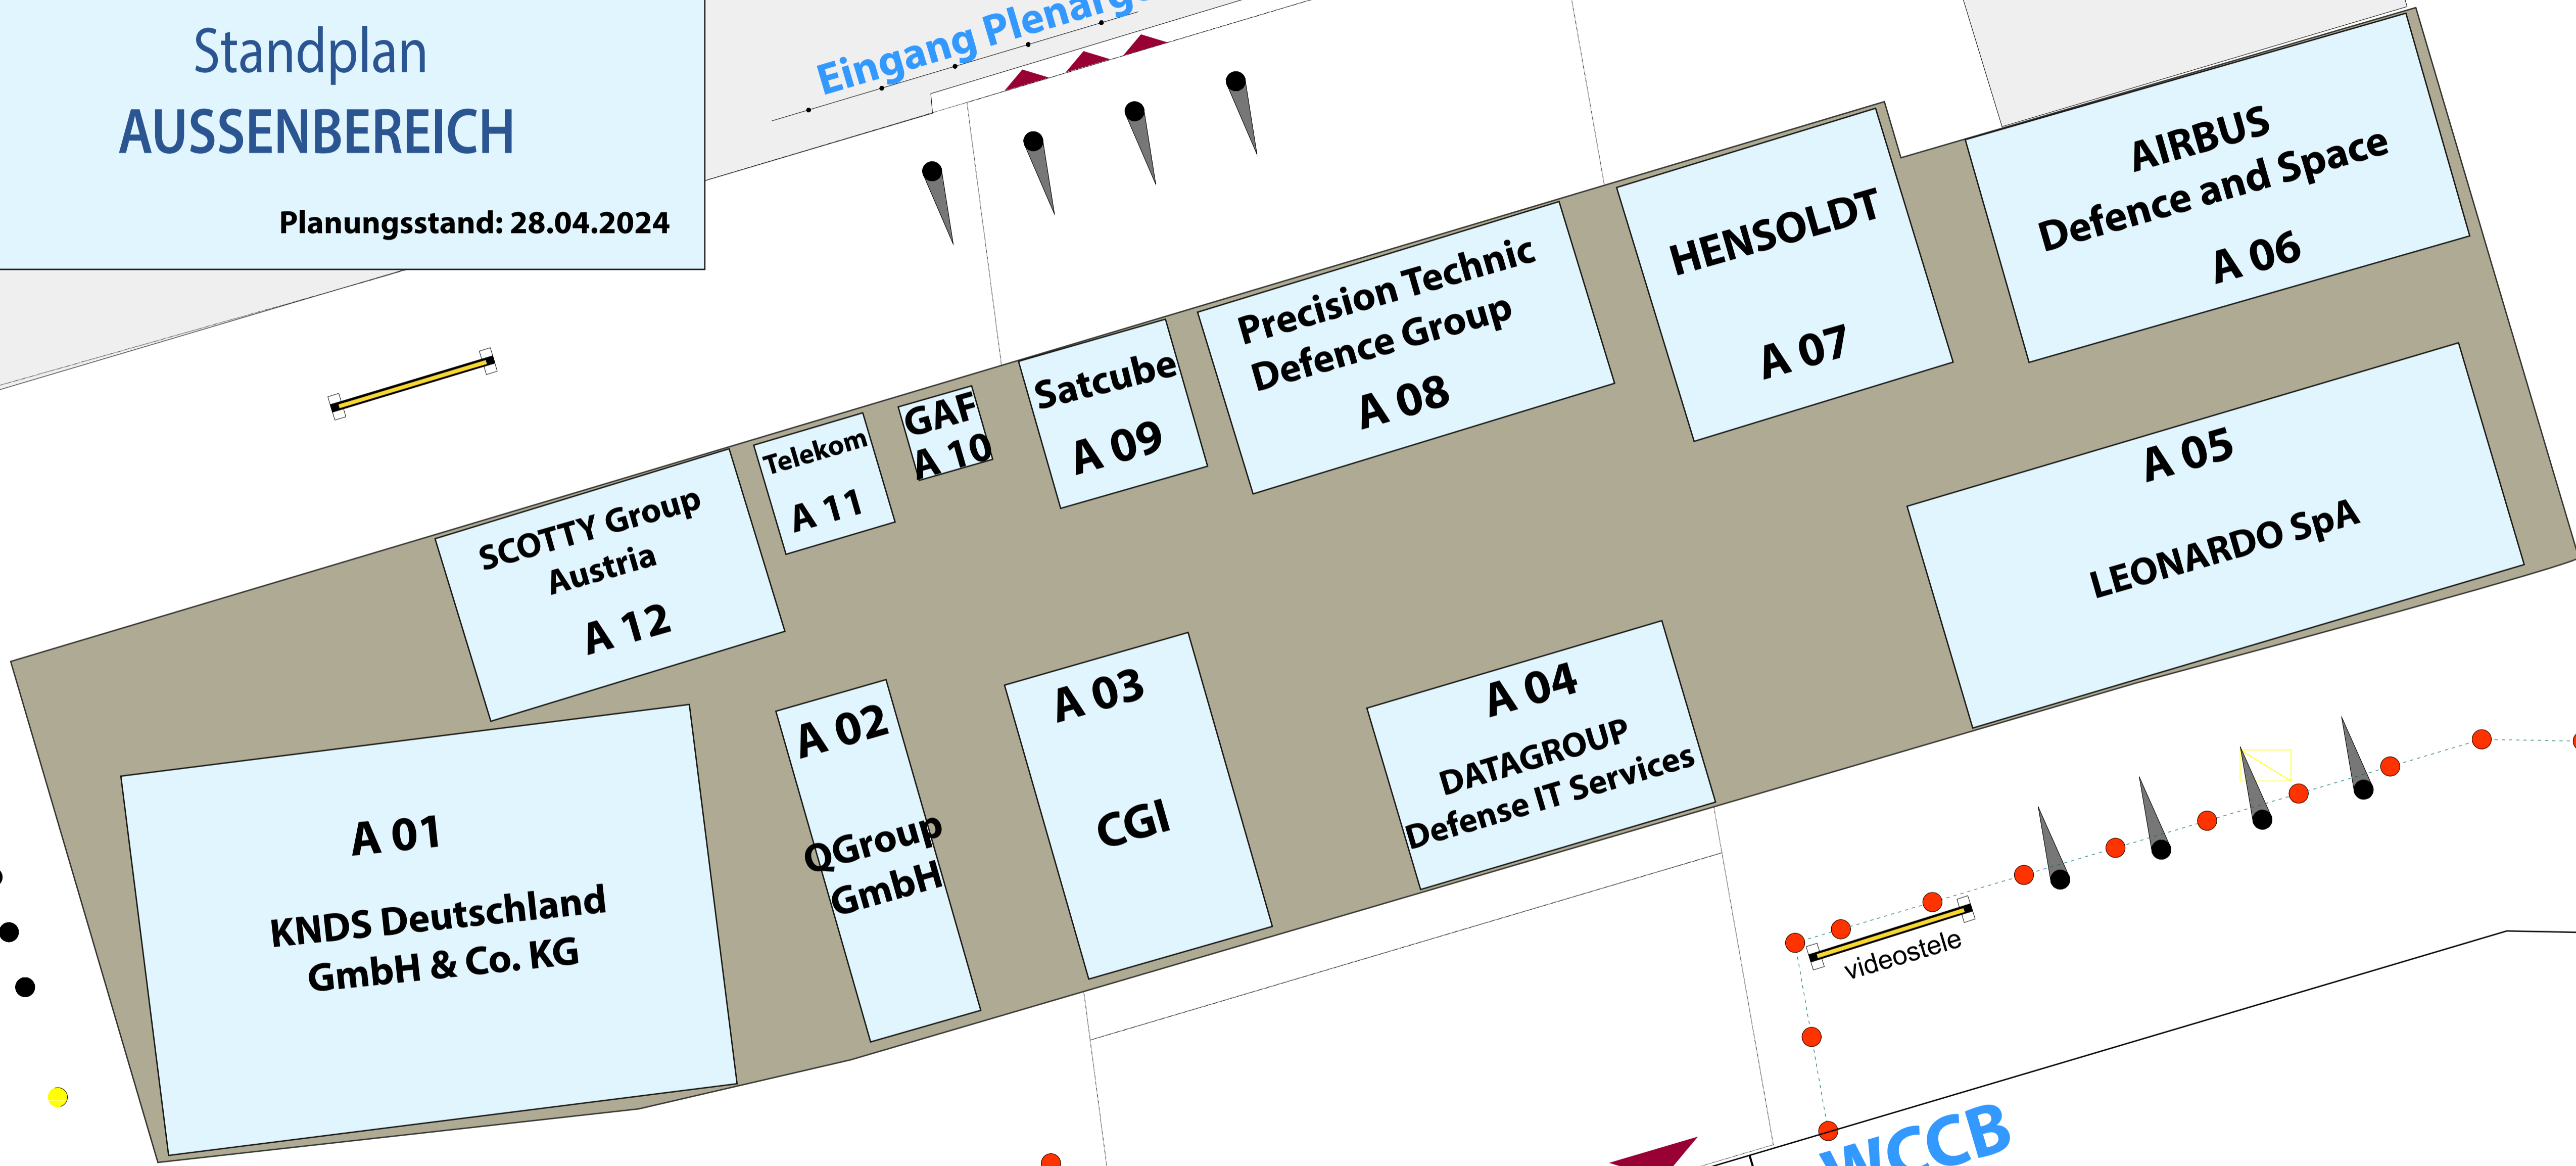 Standplan
AUSSENBEREICH
Planungsstand: 28.04.2024
Eingang
AIRBUS
Defence and Space
A 06
HENSOLDT
A 07
Precision Technic
Defence Group
A 08
Satcube
A 09
GAF
A 10
Telekom
A 11
SCOTTY Group
Austria
A 12
A 01
KNDS Deutschland
GmbH & Co. KG
A 02
QGroup
GmbH
A 03
CGI
A 04
DATAGROUP
Defense IT Services
A 05
LEONARDO SpA
videostele
WCCB